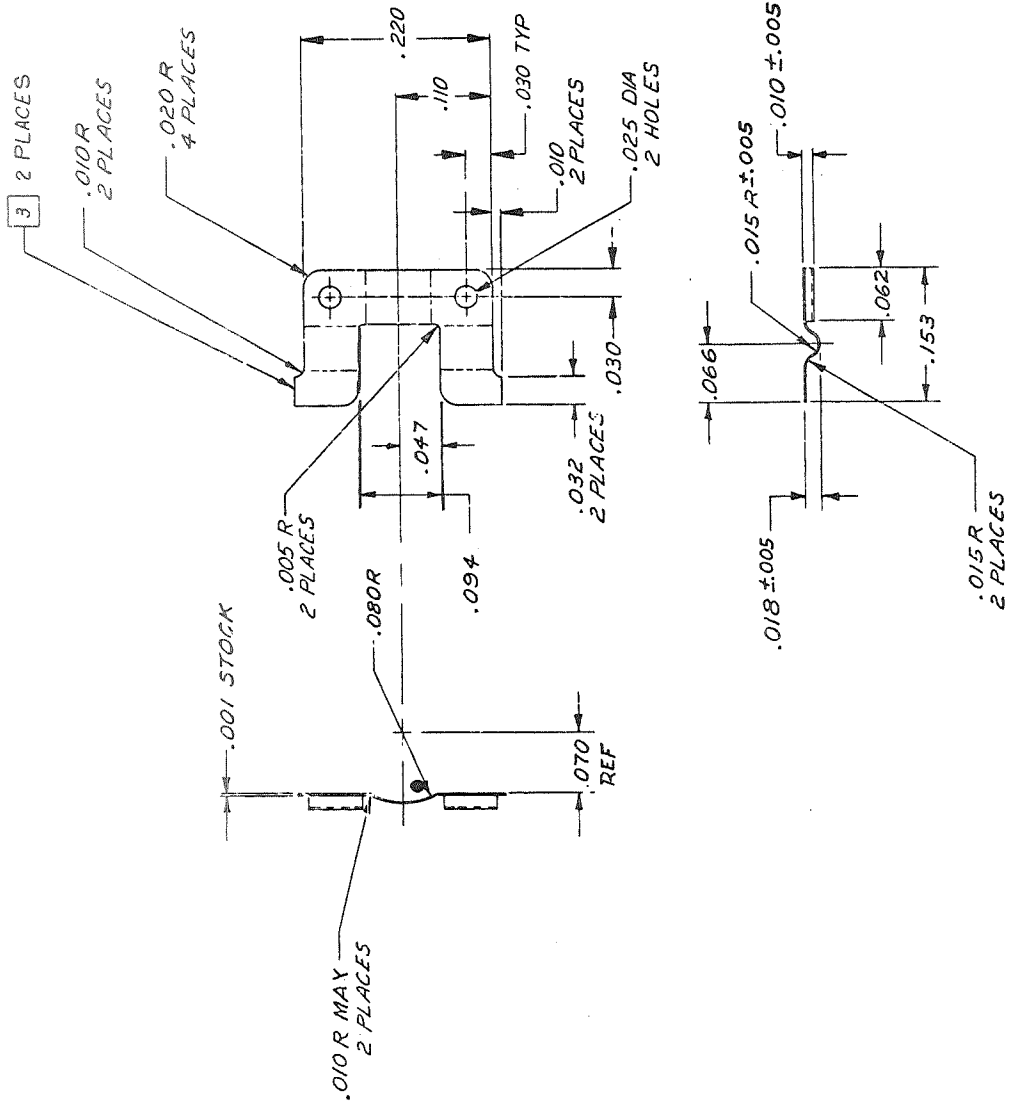 3 2 PLACES
.010 R
2 PLACES
.020 R
4 PLACES
.220
.110
.030 TYP
.010
2 PLACES
.025 DIA
2 HOLES
.030
.032
2 PLACES
.047
.094
.005 R
2 PLACES
.001 STOCK
.080R
.070
REF
.010 R MAX
2 PLACES
.010 ±.005
.015 R ±.005
.062
.153
.066
.018 ±.005
.015 R
2 PLACES